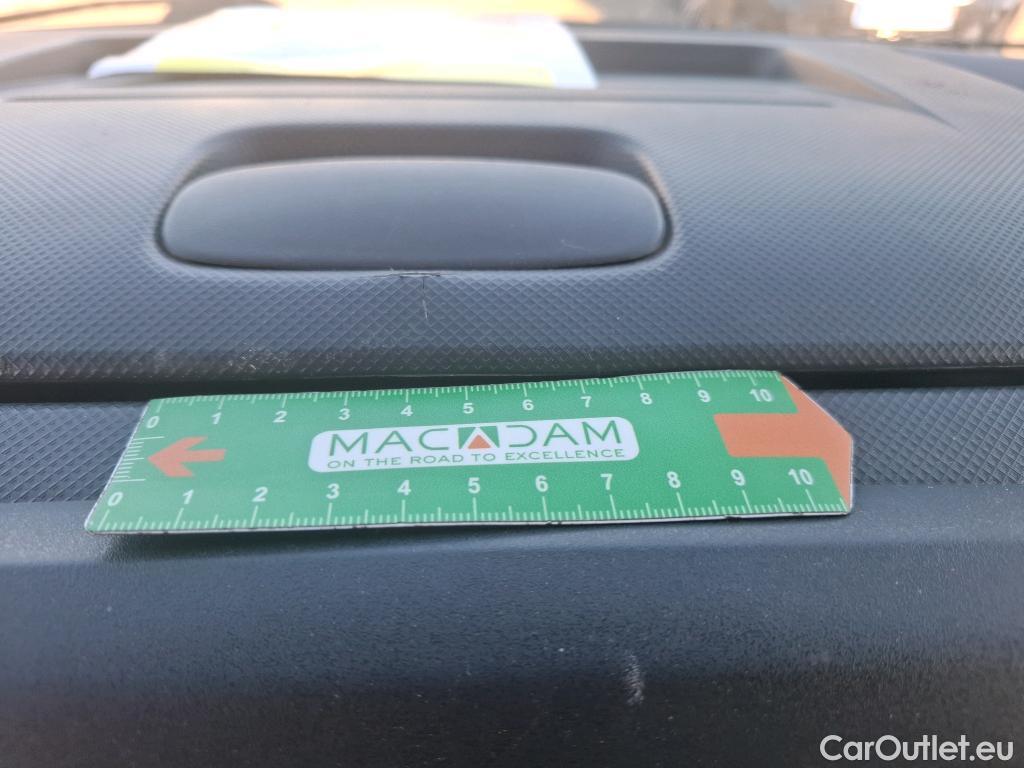 0 1 2 3 4 5 6 7 8 9 10
MACADAM
ON THE ROAD TO EXCELLENCE
0 1 2 3 4 5 6 7 8 9 10
CarOutlet.eu